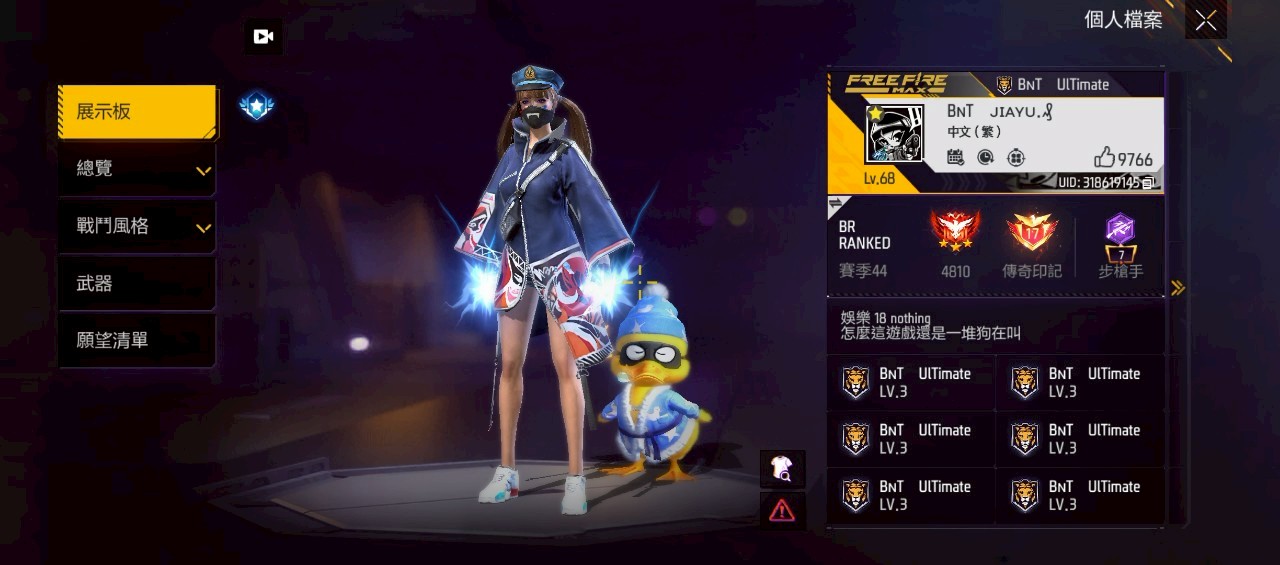 個人檔案
展示板
總覽
戰鬥風格
武器
願望清單
FREE FIRE
MAX
BNT UlTimate
BNT JIAYU.
中文(繁)
9766
Lv.68
UID: 318619145
BR
RANKED
賽季44
4810
17
傳奇印記
7
步槍手
娛樂 18 nothing
怎麼這遊戲還是一堆狗在叫
BNT UlTimate
LV.3
BNT UlTimate
LV.3
BNT UlTimate
LV.3
BNT UlTimate
LV.3
BNT UlTimate
LV.3
BNT UlTimate
LV.3